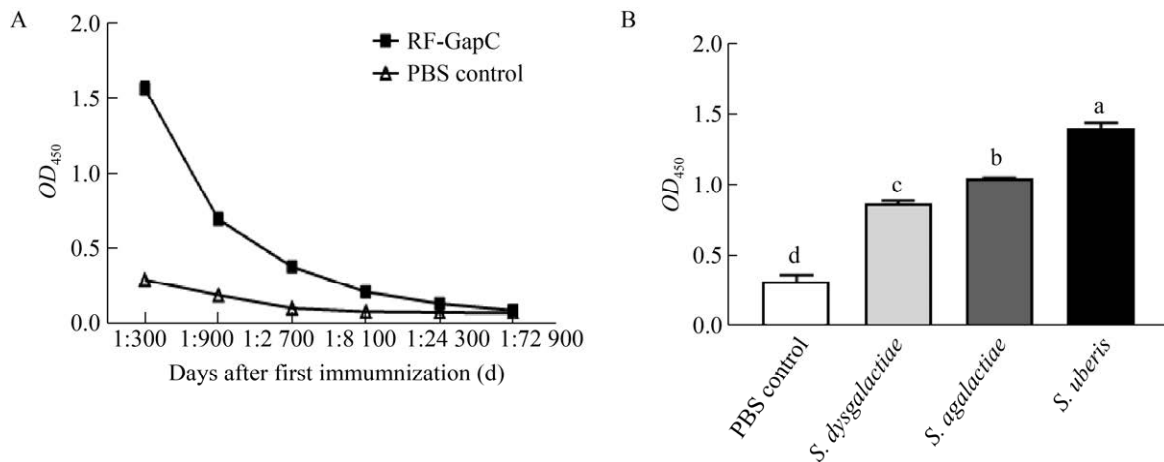 A
OD450
2.0
1.5
1.0
0.5
0.0
RF-GapC
PBS control
1:300 1:900 1:2 700 1:8 100 1:24 300 1:72 900
Days after first immumnization (d)
B
OD450
2.0
1.5
1.0
0.5
0.0
d
c
b
a
PBS control
S. dysgalactiae
S. agalactiae
S. uberis